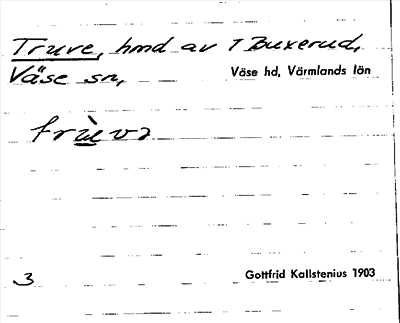 Truve, hmd av 1 Buxerud,
Väse sn, Väse hd, Värmlands län
3 Gottfrid Kallstenius 1903